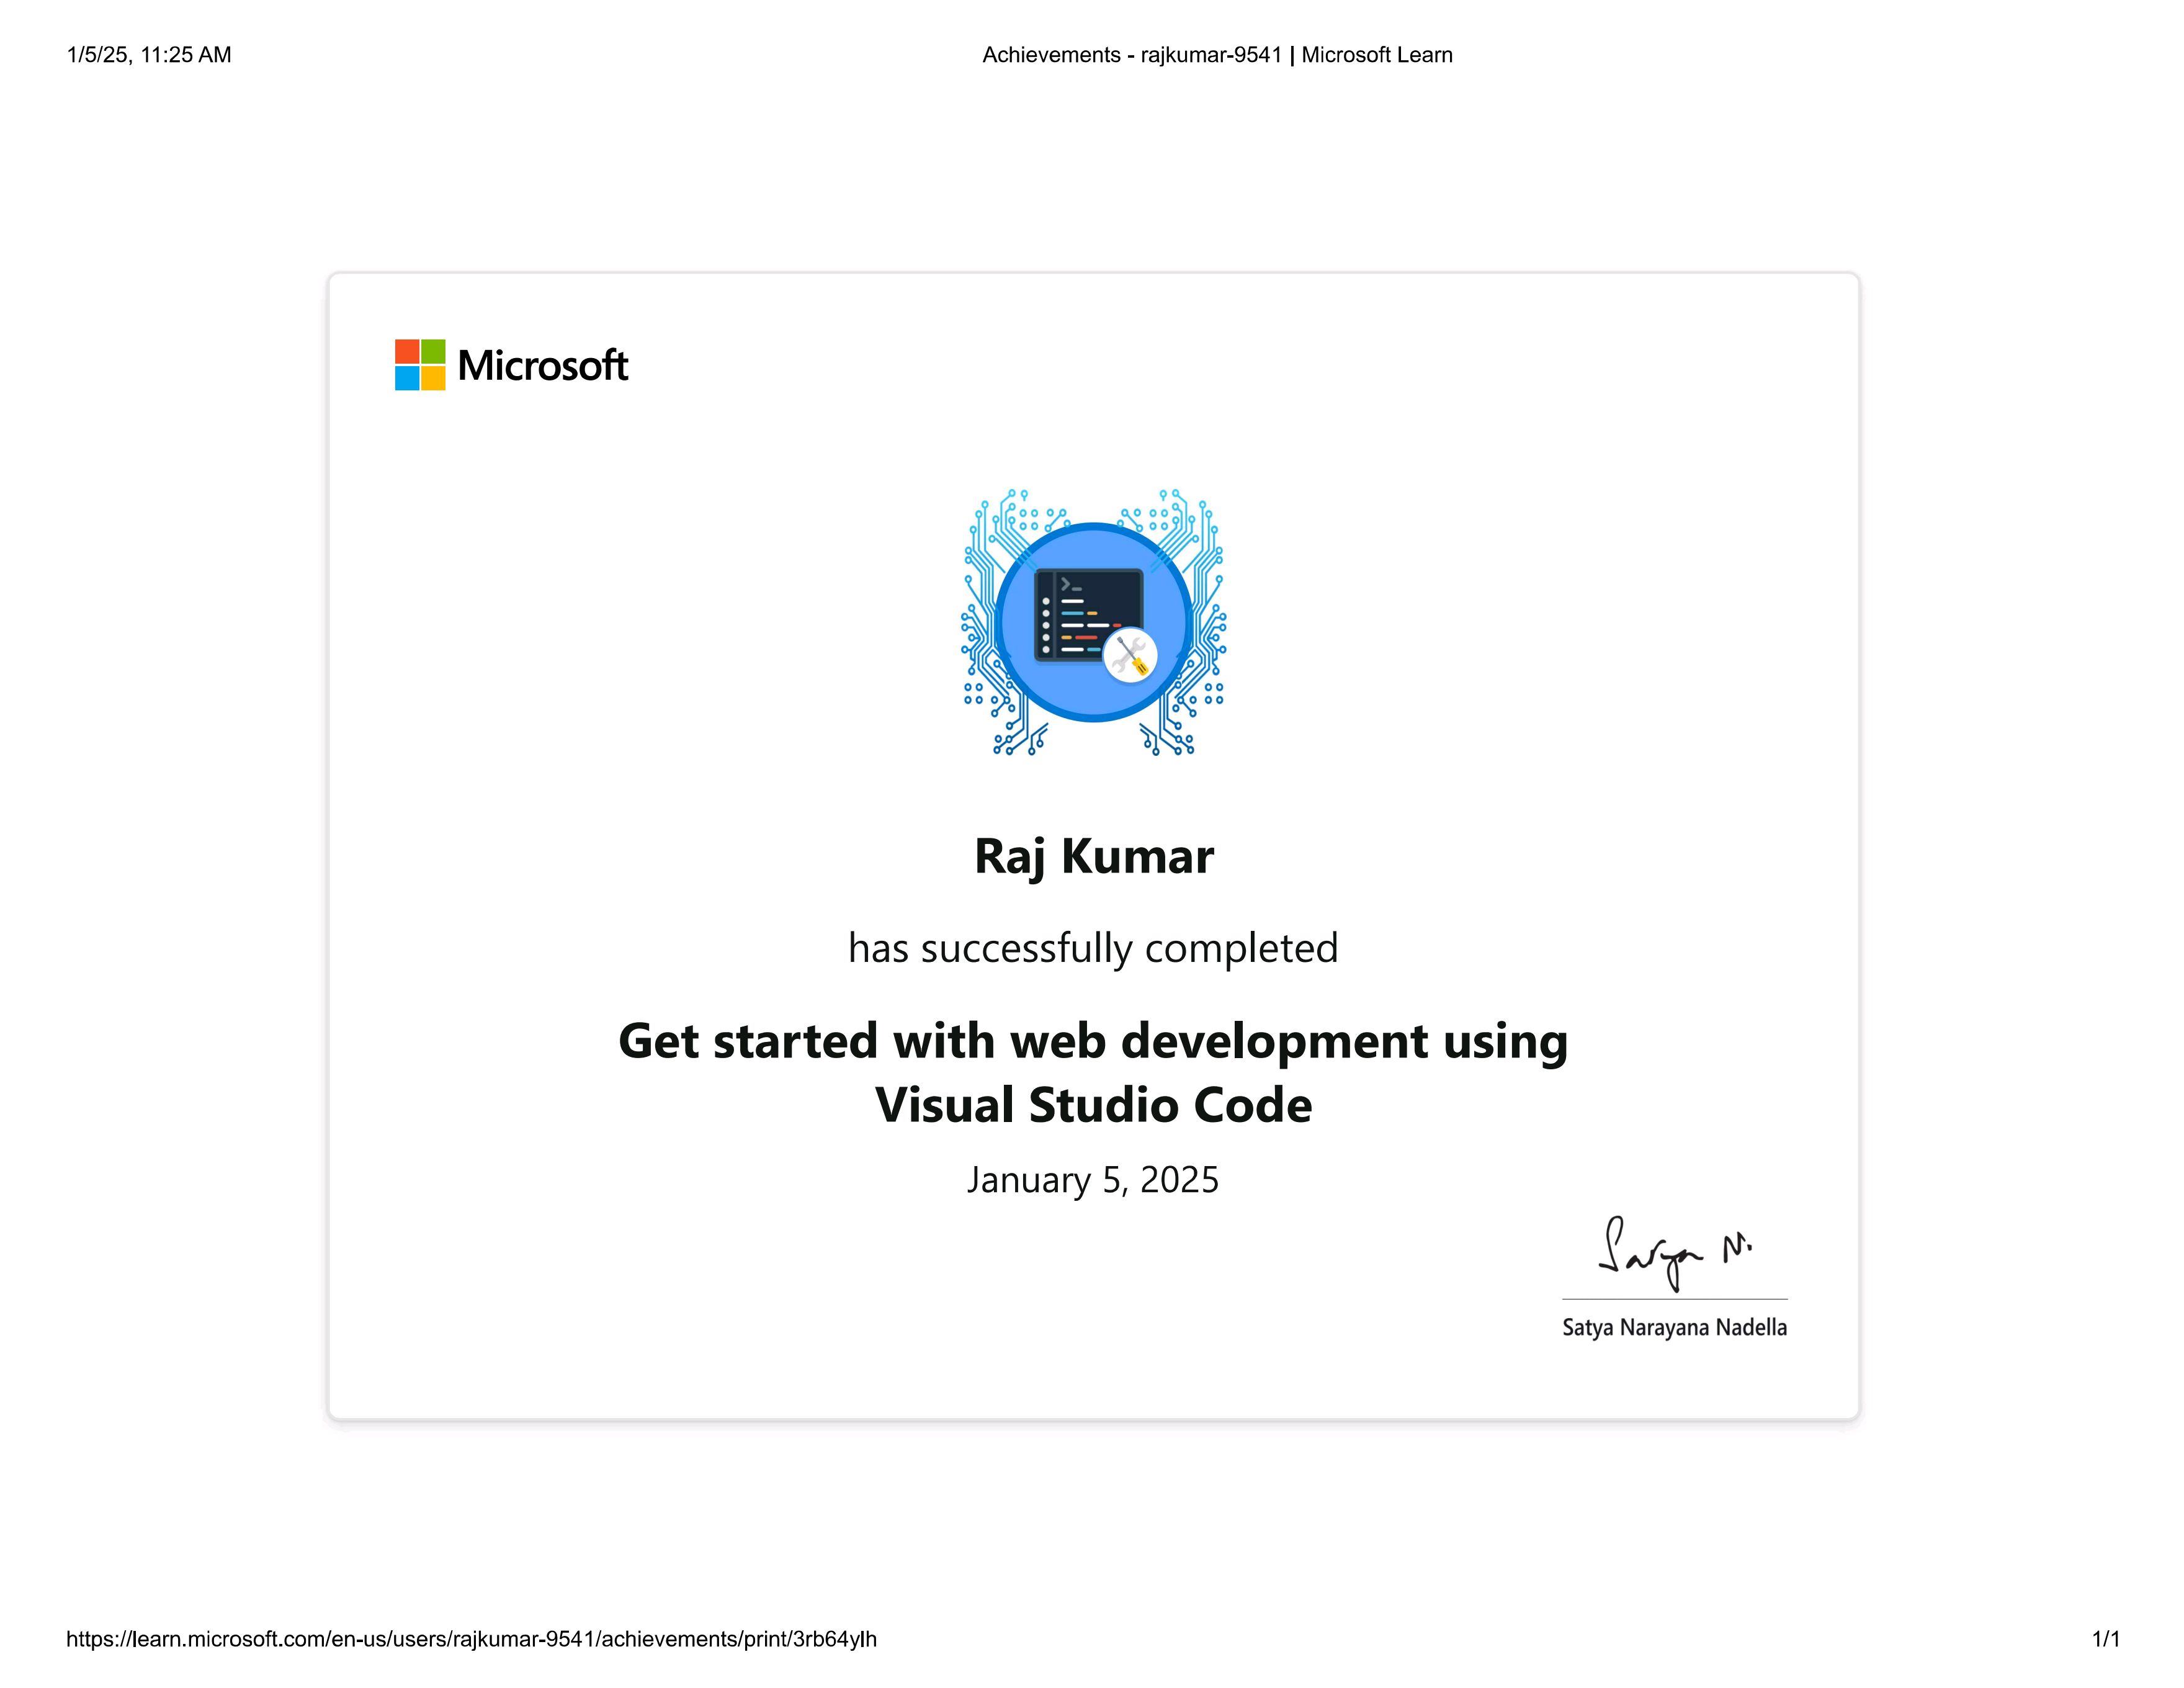 1/5/25, 11:25 AM
Achievements - rajkumar-9541 | Microsoft Learn
Microsoft
Raj Kumar
has successfully completed
Get started with web development using
Visual Studio Code
January 5, 2025
Satya N.
Satya Narayana Nadella
https://learn.microsoft.com/en-us/users/rajkumar-9541/achievements/print/3rb64ylh
1/1